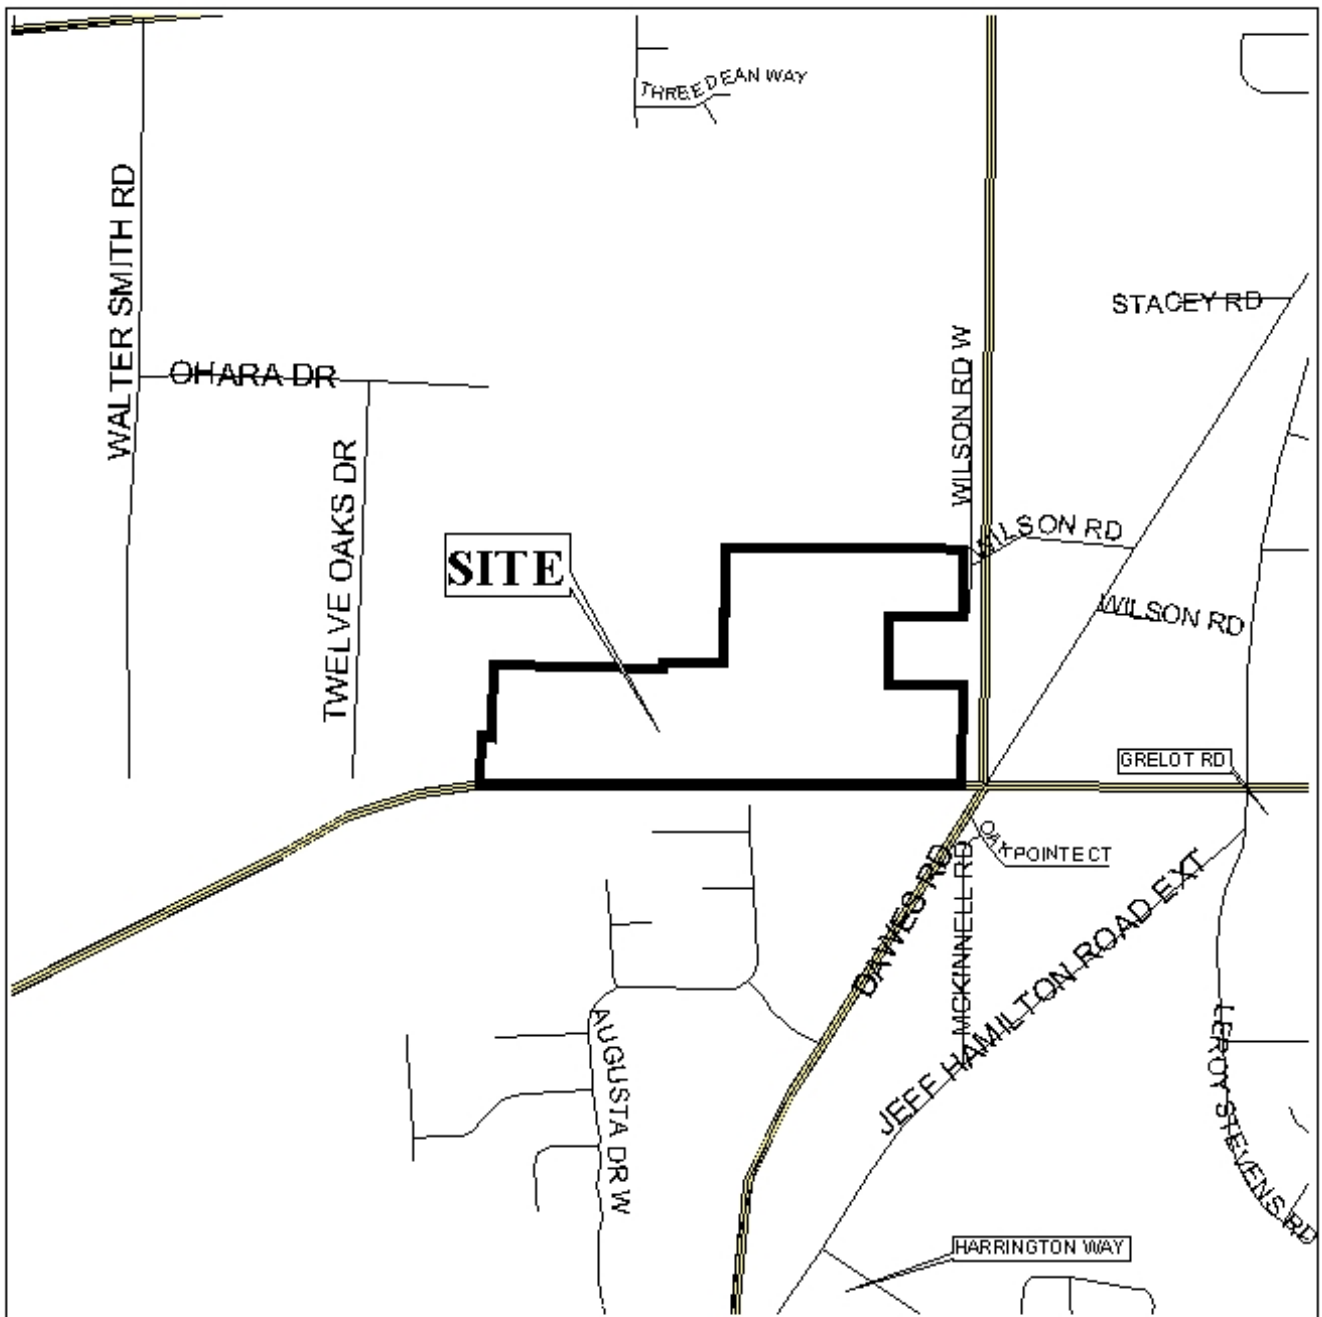 THREE DEAN WAY
WALTER SMITH RD
STACEY RD
OHARA DR
WILSON RD W
TWELVE OAKS DR
WILSON RD
SITE
WILSON RD
GRELOT RD
OAK POINTE CT
DAWES RD
MCKINNELL RD
JEFF HAMILTON ROAD EXT
AUGUSTA DR W
LEROY STEVENS RD
HARRINGTON WAY